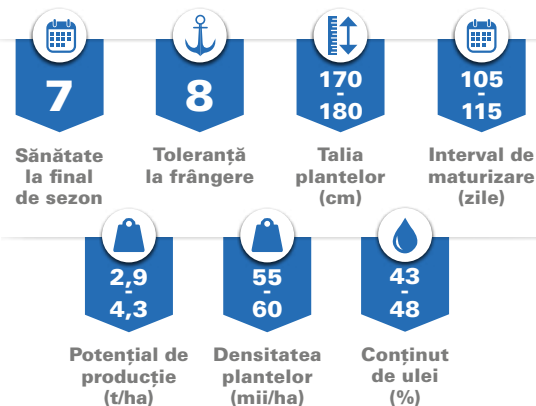 7
Sănătate
la final
de sezon
8
Toleranță
la frângere
170
-
180
Talia
plantelor
(cm)
105
-
115
Interval de
maturizare
(zile)
2,9
-
4,3
Potențial de
producție
(t/ha)
55
-
60
Densitatea
plantelor
(mii/ha)
43
-
48
Conținut
de ulei
(%)